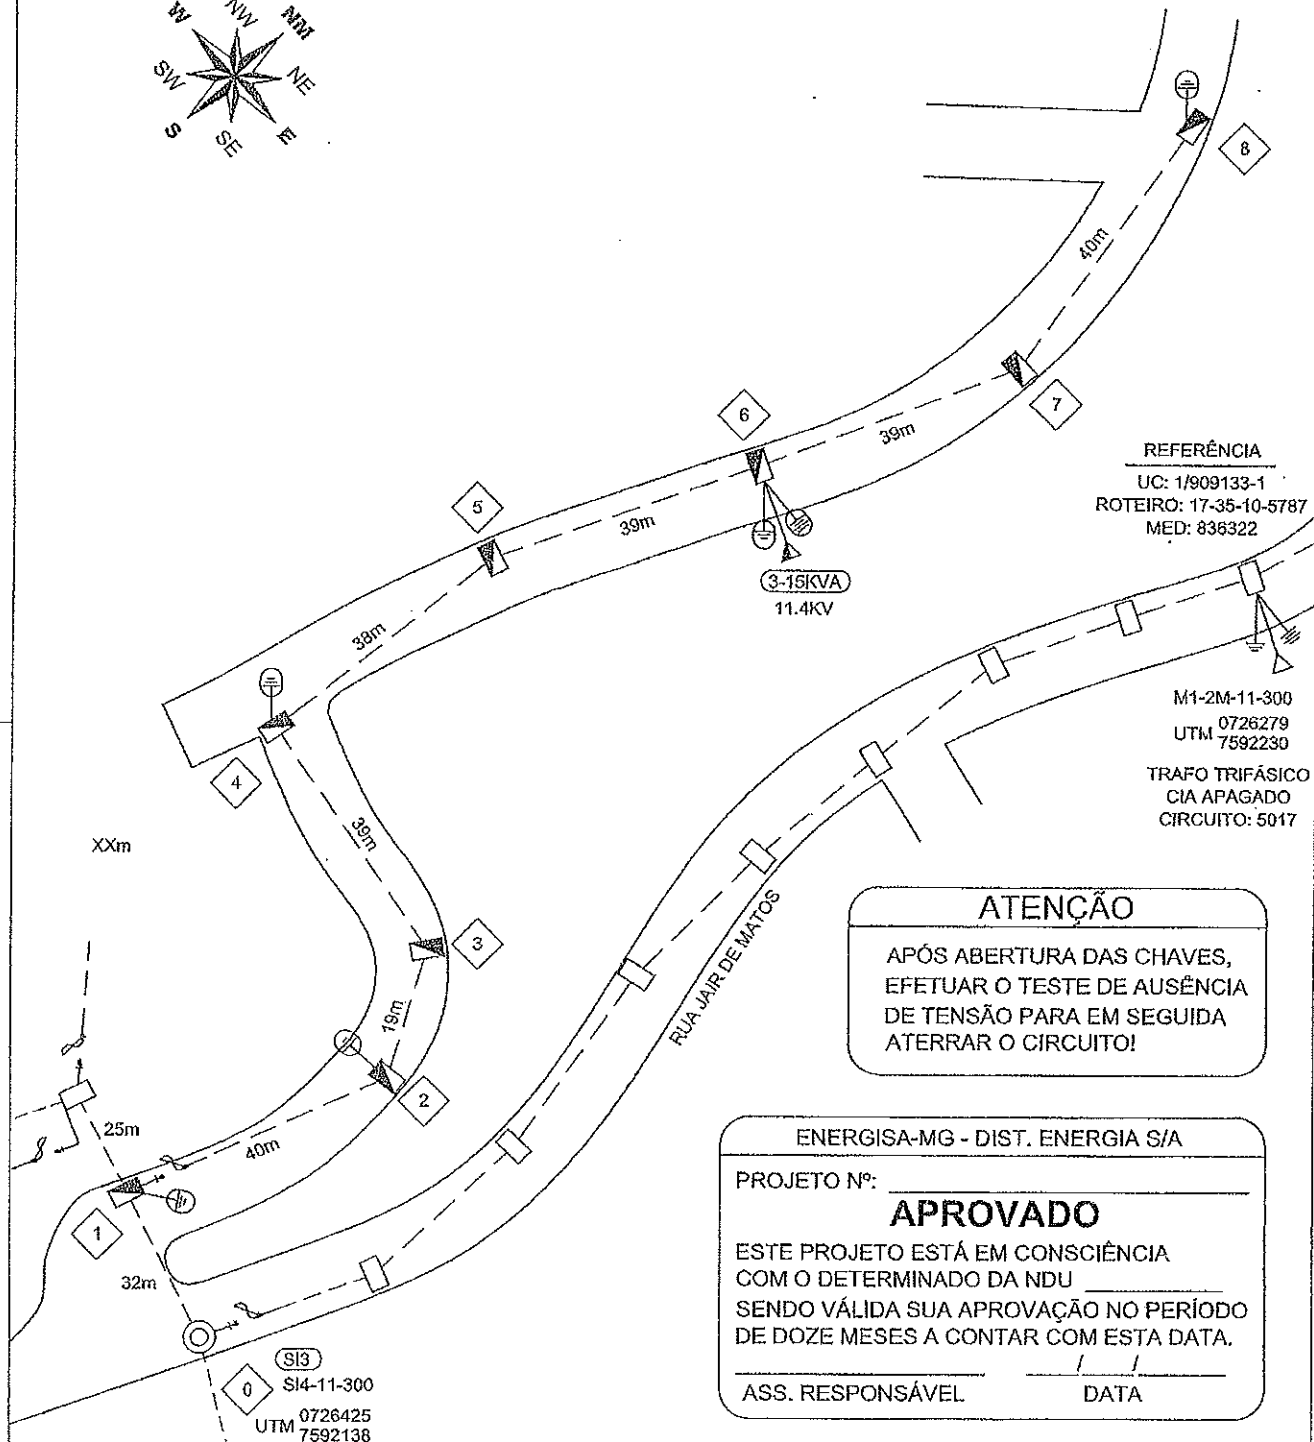 W
NW
NM
SW
NE
S
SE
E
8
40m
7
6
39m
REFERÊNCIA
UC: 1/909133-1
ROTEIRO: 17-35-10-5787
MED: 836322
5
39m
3-15KVA
11.4KV
38m
4
39m
M1-2M-11-300
UTM 0726279
7592230
TRAFO TRIFÁSICO
CIA APAGADO
CIRCUITO: 5017
XXm
3
19m
2
RUA JAIR DE MATOS
ATENÇÃO
APÓS ABERTURA DAS CHAVES,
EFETUAR O TESTE DE AUSÊNCIA
DE TENSÃO PARA EM SEGUIDA
ATERRAR O CIRCUITO!
25m
40m
1
32m
ENERGISA-MG - DIST. ENERGIA S/A
PROJETO Nº:
APROVADO
ESTE PROJETO ESTÁ EM CONSCIÊNCIA
COM O DETERMINADO DA NDU
SENDO VÁLIDA SUA APROVAÇÃO NO PERÍODO
DE DOZE MESES A CONTAR COM ESTA DATA.
/ /
ASS. RESPONSÁVEL DATA
SI3
0
SI4-11-300
UTM 0726425
7592138